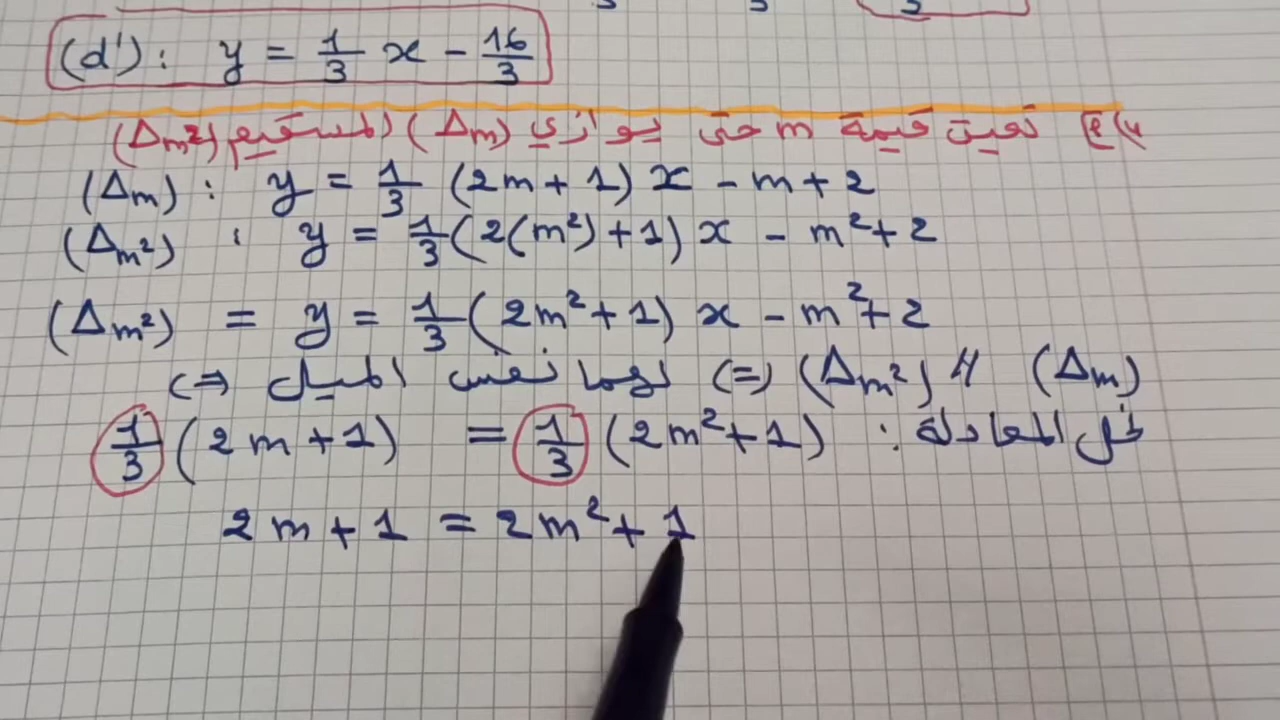 (d'): y = 1/3 x - 16/3
4) ج) تعيين قيمة m حتى يوازي (Δm) المستقيم (Δm²)
(Δm) : y = 1/3 (2m + 1) x - m + 2
(Δm²) : y = 1/3 (2(m²) + 1) x - m² + 2
(Δm²) = y = 1/3 (2m² + 1) x - m² + 2
(Δm) // (Δm²) (=) لهما نفس الميل (=>
نحل المعادلة : 1/3 (2m + 1) = 1/3 (2m² + 1)
2m + 1 = 2m² + 1